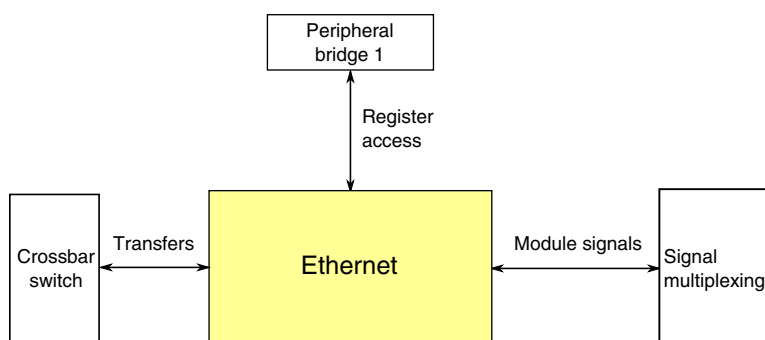 Peripheral
bridge 1
Register
access
Transfers
Module signals
Crossbar
switch
Ethernet
Signal
multiplexing